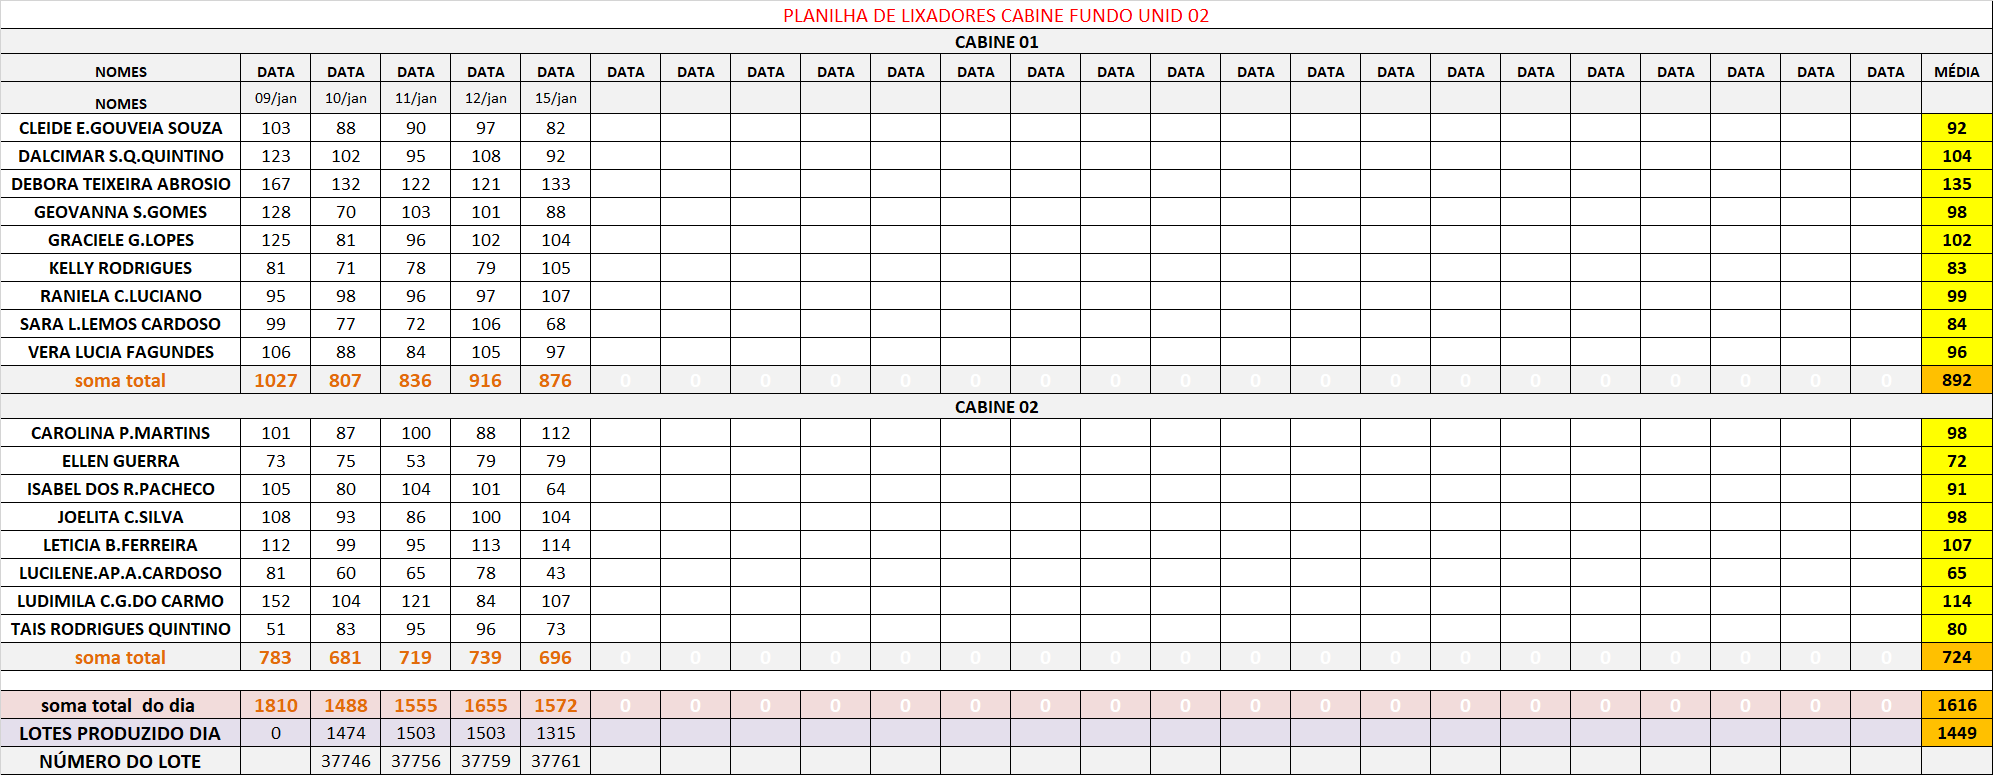 PLANILHA DE LIXADORES CABINE FUNDO UNID 02
CABINE 01
NOMES DATA DATA DATA DATA DATA DATA DATA DATA DATA DATA DATA DATA DATA DATA DATA DATA DATA DATA DATA DATA DATA DATA DATA DATA MÉDIA
NOMES 09/jan 10/jan 11/jan 12/jan 15/jan
CLEIDE E.GOUVEIA SOUZA 103 88 90 97 82 92
DALCIMAR S.Q.QUINTINO 123 102 95 108 92 104
DEBORA TEIXEIRA ABROSIO 167 132 122 121 133 135
GEOVANNA S.GOMES 128 70 103 101 88 98
GRACIELE G.LOPES 125 81 96 102 104 102
KELLY RODRIGUES 81 71 78 79 105 83
RANIELA C.LUCIANO 95 98 96 97 107 99
SARA L.LEMOS CARDOSO 99 77 72 106 68 84
VERA LUCIA FAGUNDES 106 88 84 105 97 96
soma total 1027 807 836 916 876 0 0 0 0 0 0 0 0 0 0 0 0 0 0 0 0 0 0 0 892
CABINE 02
CAROLINA P.MARTINS 101 87 100 88 112 98
ELLEN GUERRA 73 75 53 79 79 72
ISABEL DOS R.PACHECO 105 80 104 101 64 91
JOELITA C.SILVA 108 93 86 100 104 98
LETICIA B.FERREIRA 112 99 95 113 114 107
LUCILENE.AP.A.CARDOSO 81 60 65 78 43 65
LUDIMILA C.G.DO CARMO 152 104 121 84 107 114
TAIS RODRIGUES QUINTINO 51 83 95 96 73 80
soma total 783 681 719 739 696 0 0 0 0 0 0 0 0 0 0 0 0 0 0 0 0 0 0 0 724
soma total do dia 1810 1488 1555 1655 1572 0 0 0 0 0 0 0 0 0 0 0 0 0 0 0 0 0 0 0 1616
LOTES PRODUZIDO DIA 0 1474 1503 1503 1315 1449
NÚMERO DO LOTE 37746 37756 37759 37761